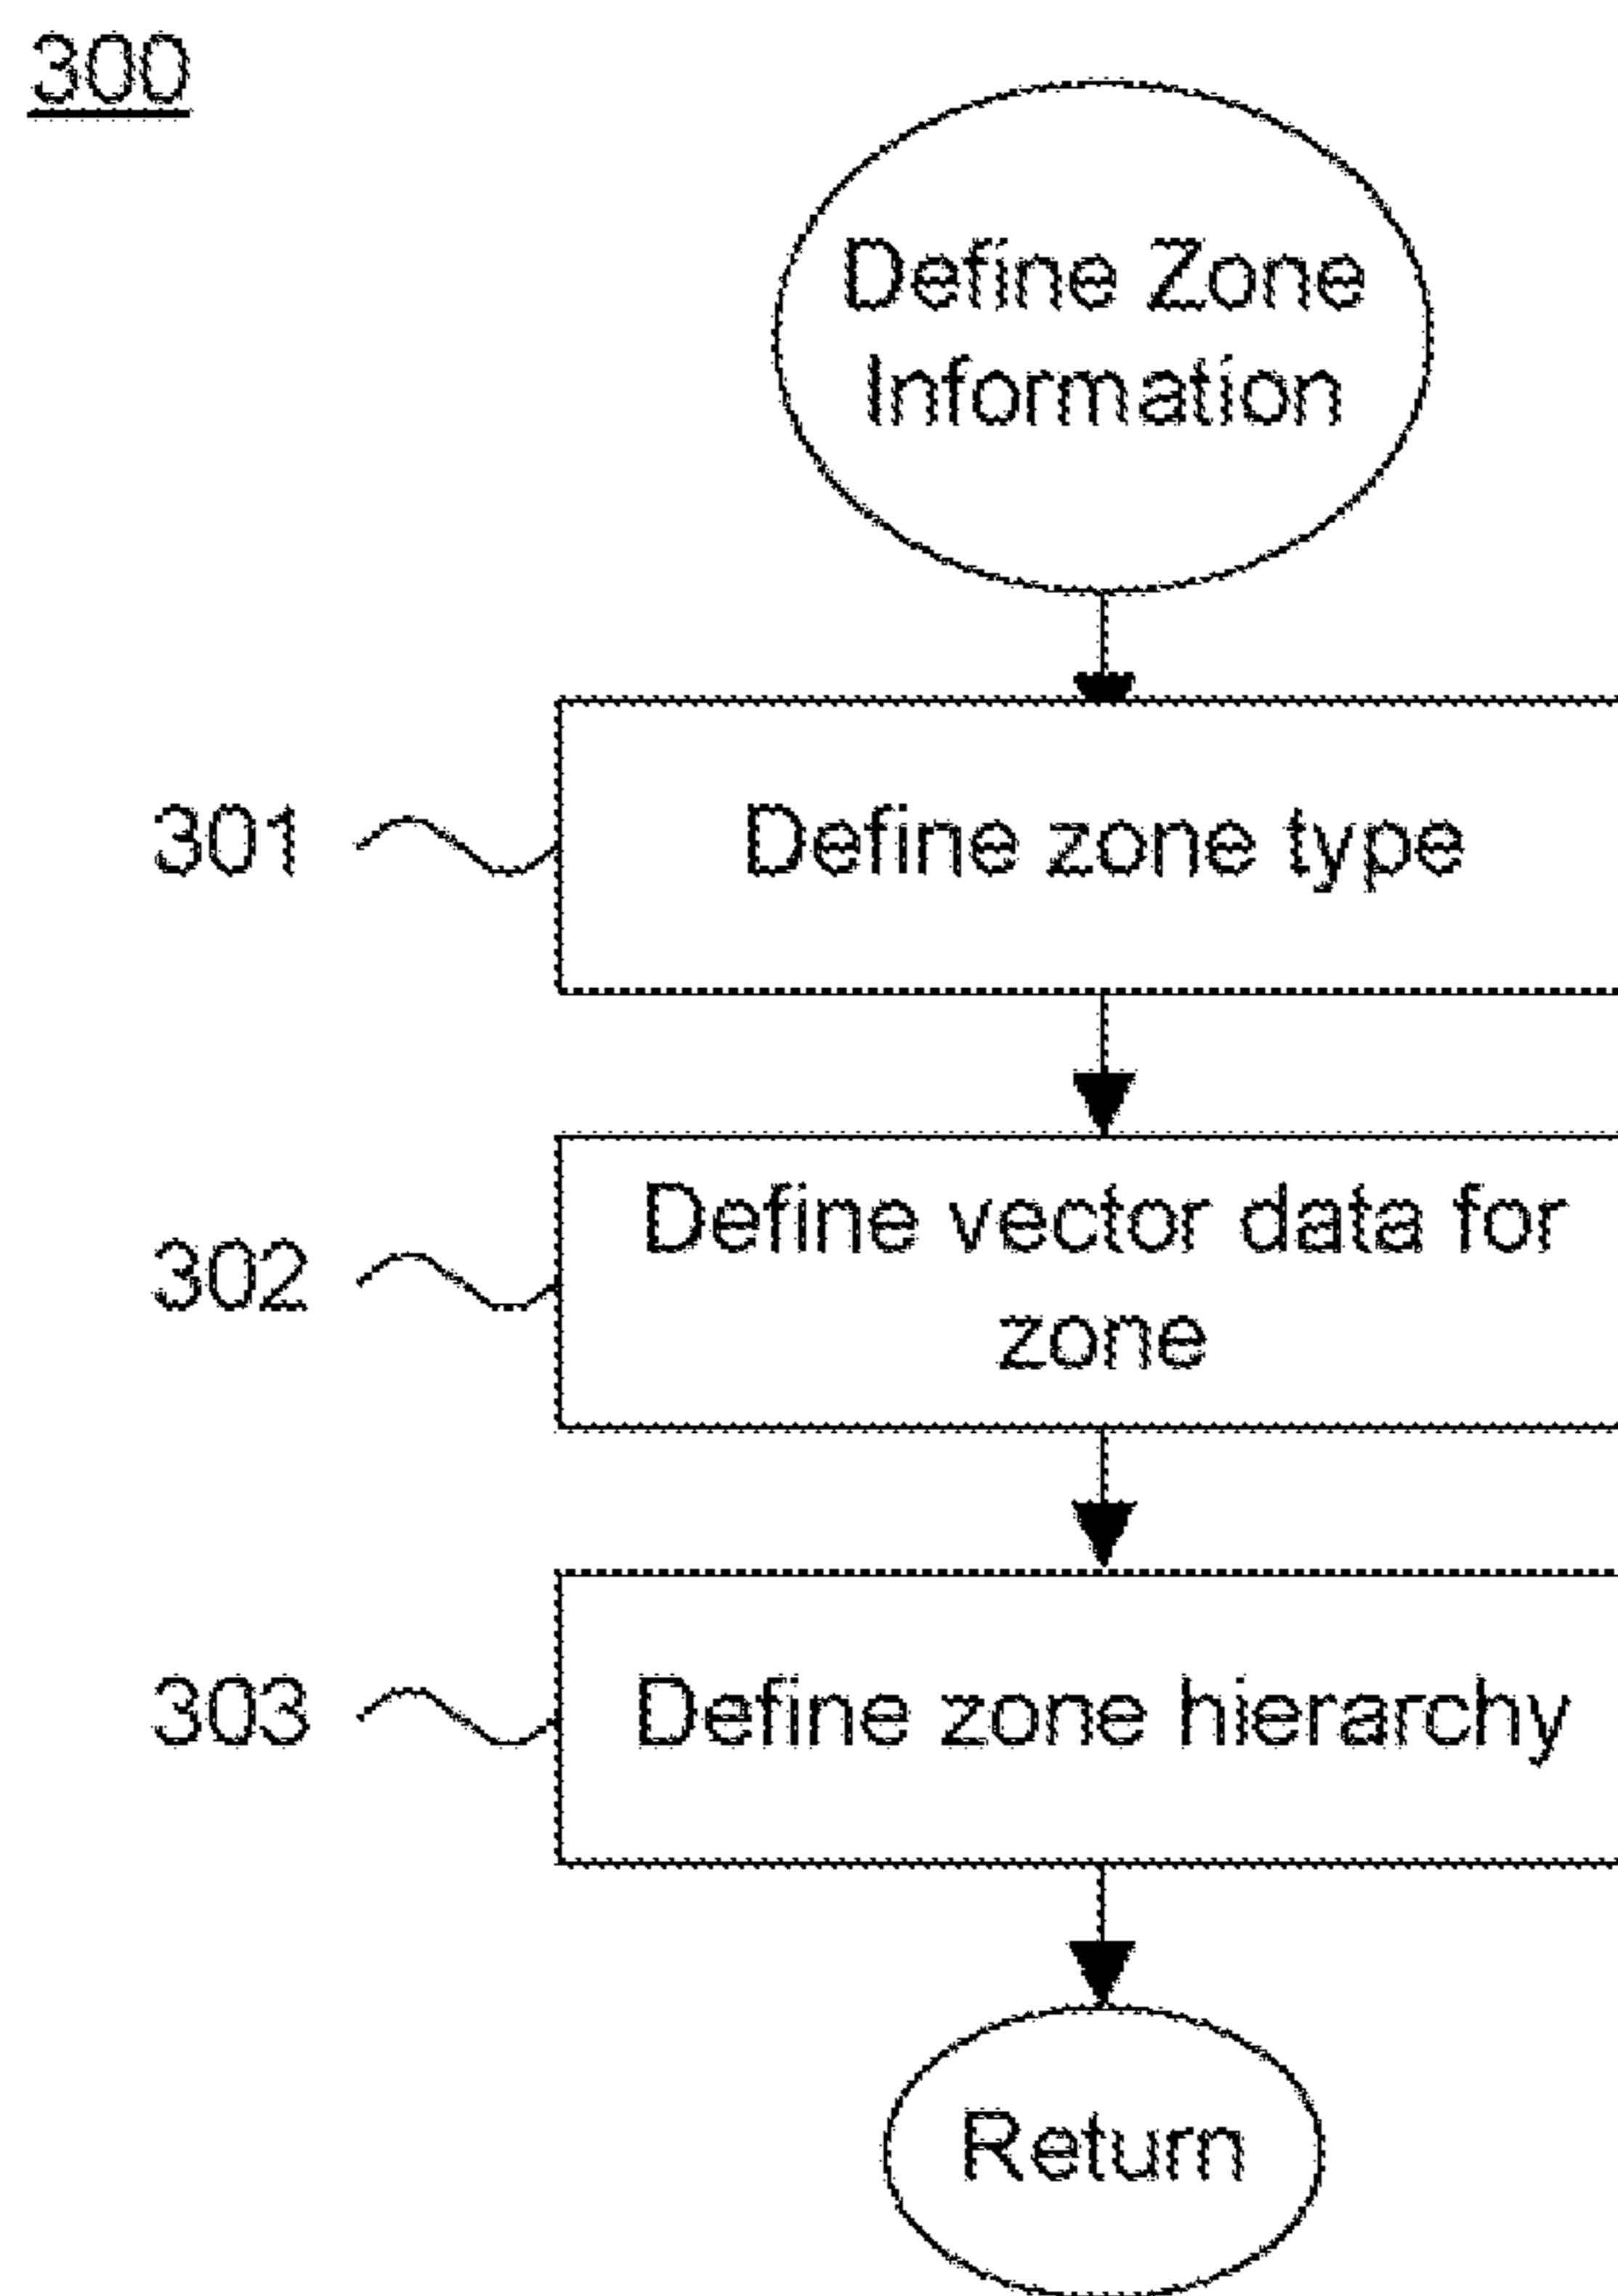 300
Define Zone
Information
301
Define zone type
302
Define vector data for
zone
303
Define zone hierarchy
Return